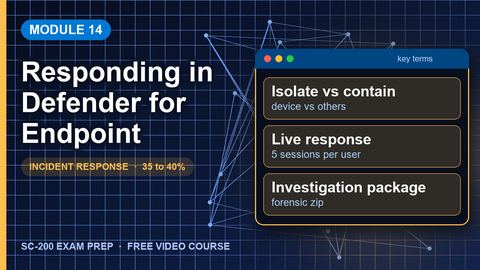 MODULE 14
Responding in
Defender for
Endpoint
INCIDENT RESPONSE · 35 to 40%
SC-200 EXAM PREP · FREE VIDEO COURSE
key terms
Isolate vs contain
device vs others
Live response
5 sessions per user
Investigation package
forensic zip